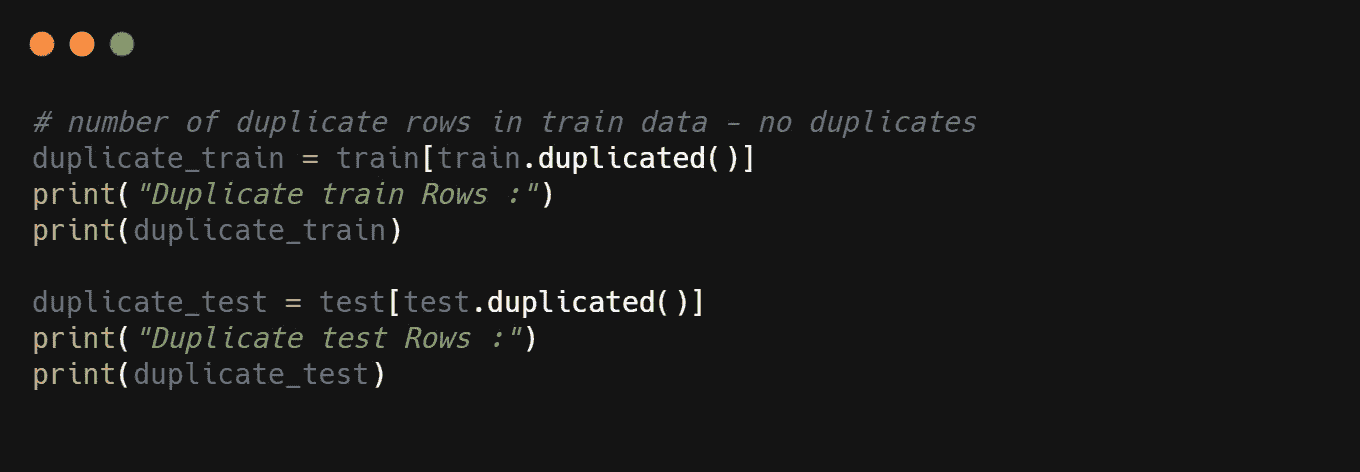 # number of duplicate rows in train data - no duplicates
duplicate_train = train[train.duplicated()]
print("Duplicate train Rows :")
print(duplicate_train)

duplicate_test = test[test.duplicated()]
print("Duplicate test Rows :")
print(duplicate_test)